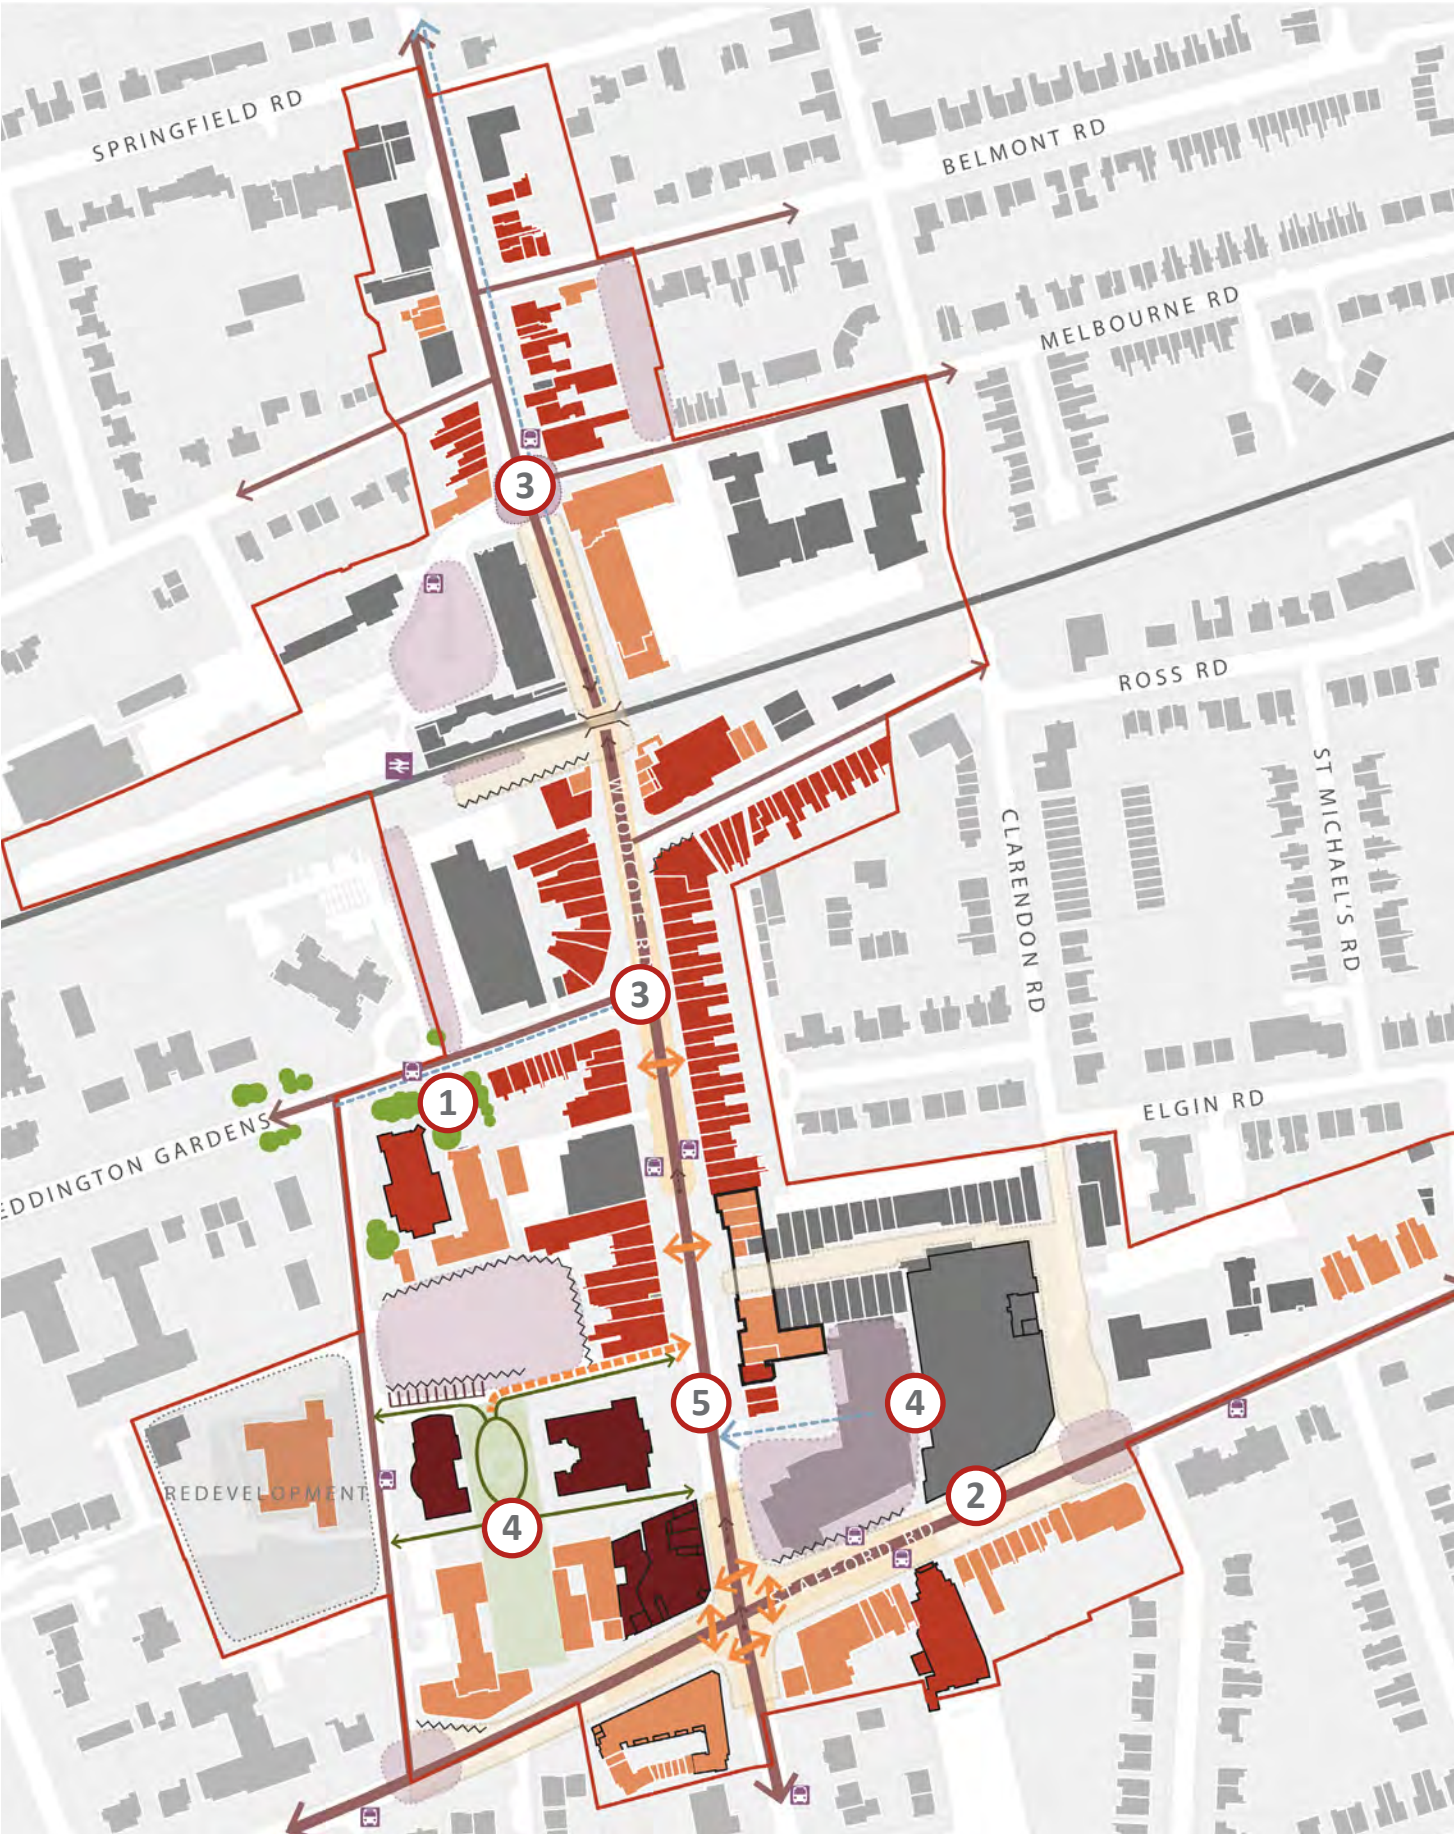 SPRINGFIELD RD
BELMONT RD
MELBOURNE RD
3
ROSS RD
WOODCOTE RD
ST MICHAEL'S RD
CLARENDON RD
3
1
EDDINGTON GARDENS
ELGIN RD
5
4
REDEVELOPMENT
2
4
STAFFORD RD